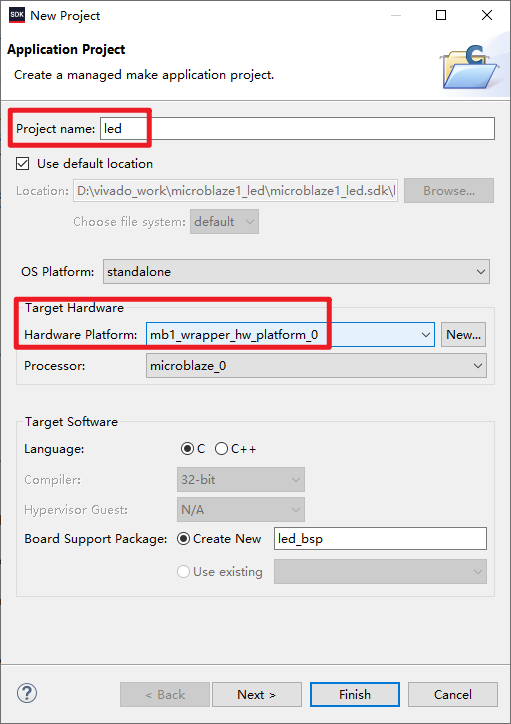 SDK New Project
Application Project
Create a managed make application project.
Project name: led
Use default location
Location: D:\vivado_work\microblaze1_led\microblaze1_led.sdk\l Browse...
Choose file system: default
OS Platform: standalone
Target Hardware
Hardware Platform: mb1_wrapper_hw_platform_0 New...
Processor: microblaze_0
Target Software
Language: C C++
Compiler: 32-bit
Hypervisor Guest: N/A
Board Support Package: Create New led_bsp
Use existing
? < Back Next > Finish Cancel